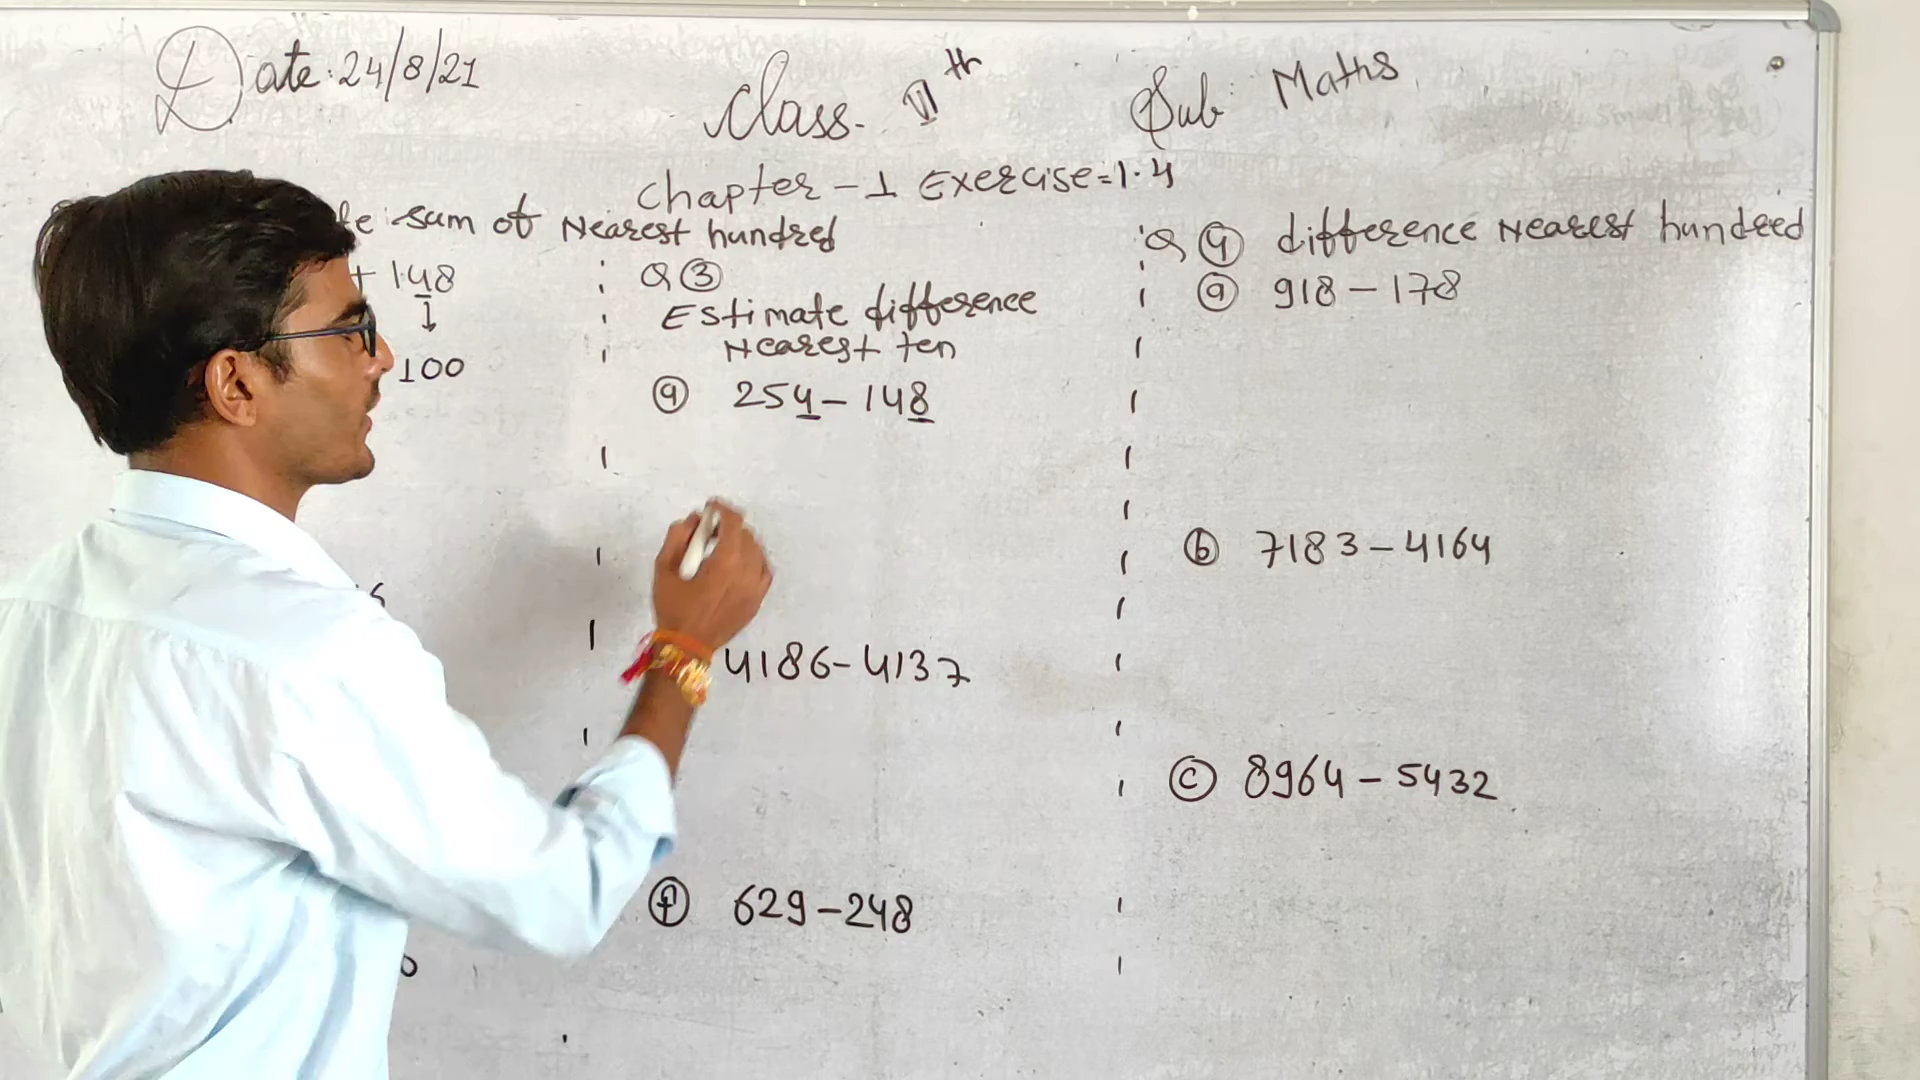 Date: 24/8/21
Class- VIth
Sub: Maths
Chapter-1 Exercise=1.4
sum of Nearest hundred
+ 148
100
Q ③
Estimate difference
Nearest ten
ⓐ 254-148
4186-4137
ⓕ 629-248
Q ④ difference Nearest hundred
ⓐ 918-178
ⓑ 7183-4164
ⓒ 8964-5432